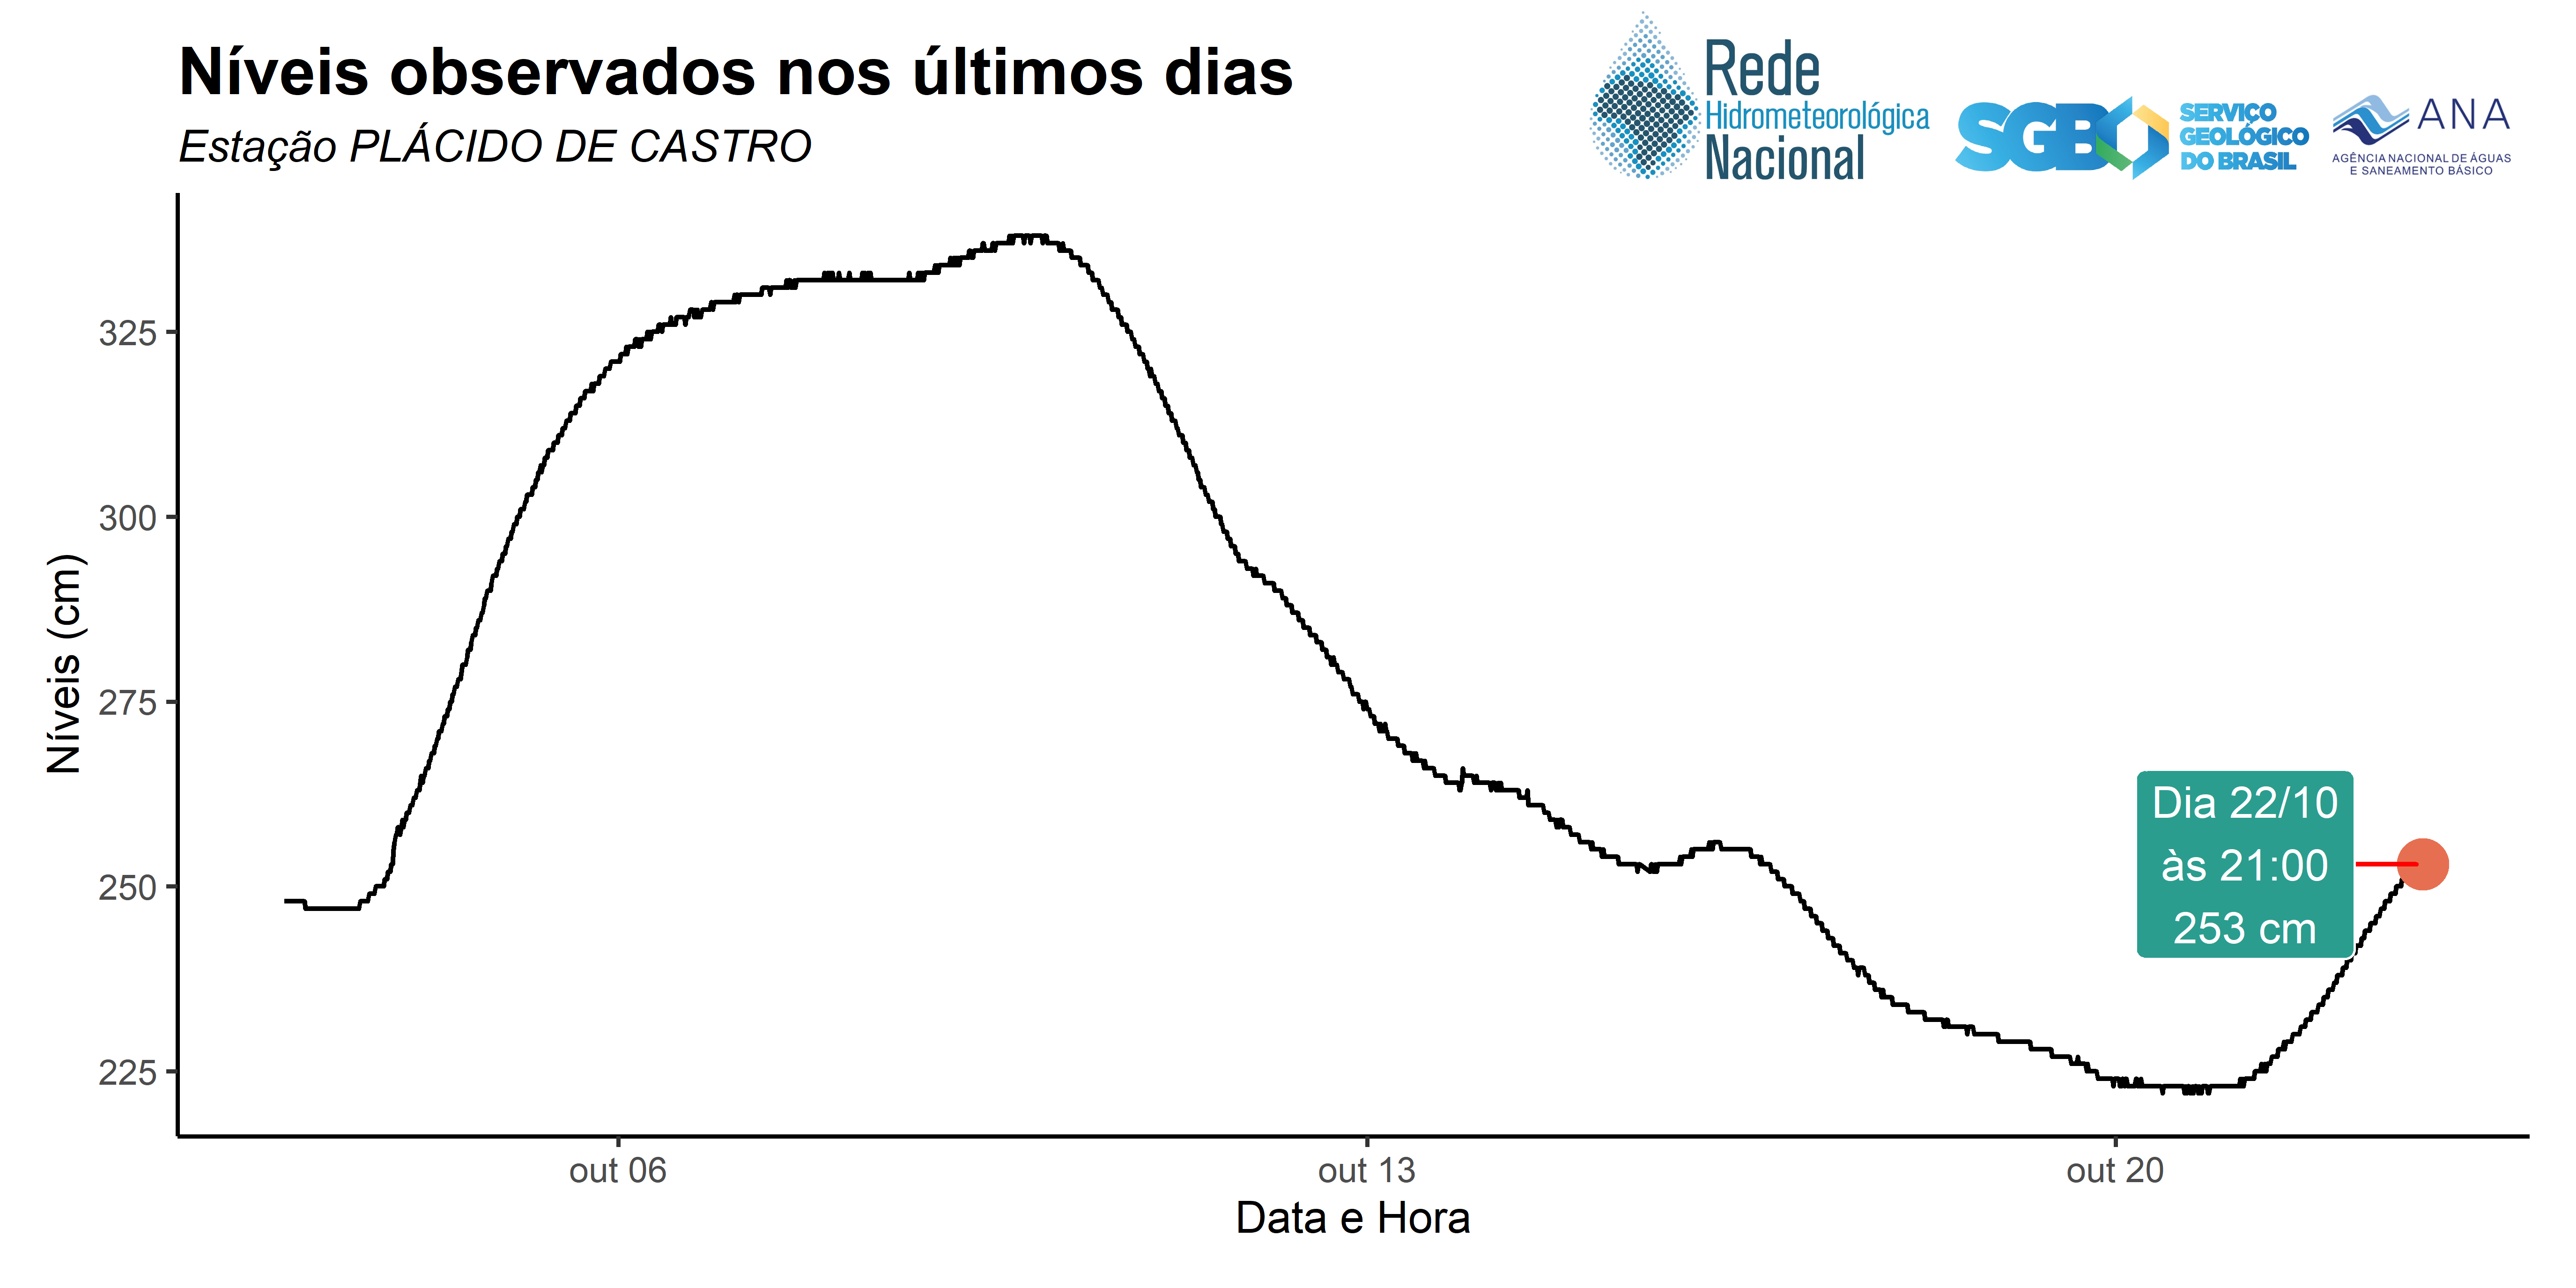 Níveis observados nos últimos dias
Estação PLÁCIDO DE CASTRO
Rede
Hidrometeorológica
Nacional
SGB
SERVIÇO
GEOLÓGICO
DO BRASIL
ANA
AGÊNCIA NACIONAL DE ÁGUAS
E SANEAMENTO BÁSICO
Níveis (cm)
325
300
275
250
225
Dia 22/10
às 21:00
253 cm
out 06
out 13
out 20
Data e Hora